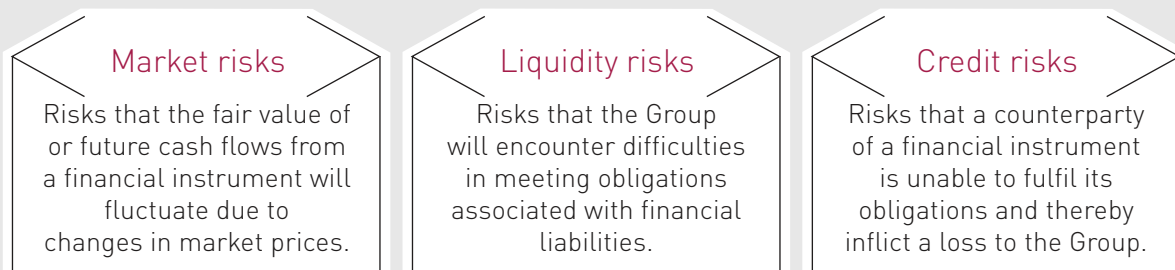 Market risks
Risks that the fair value of
or future cash flows from
a financial instrument will
fluctuate due to
changes in market prices.
Liquidity risks
Risks that the Group
will encounter difficulties
in meeting obligations
associated with financial
liabilities.
Credit risks
Risks that a counterparty
of a financial instrument
is unable to fulfil its
obligations and thereby
inflict a loss to the Group.